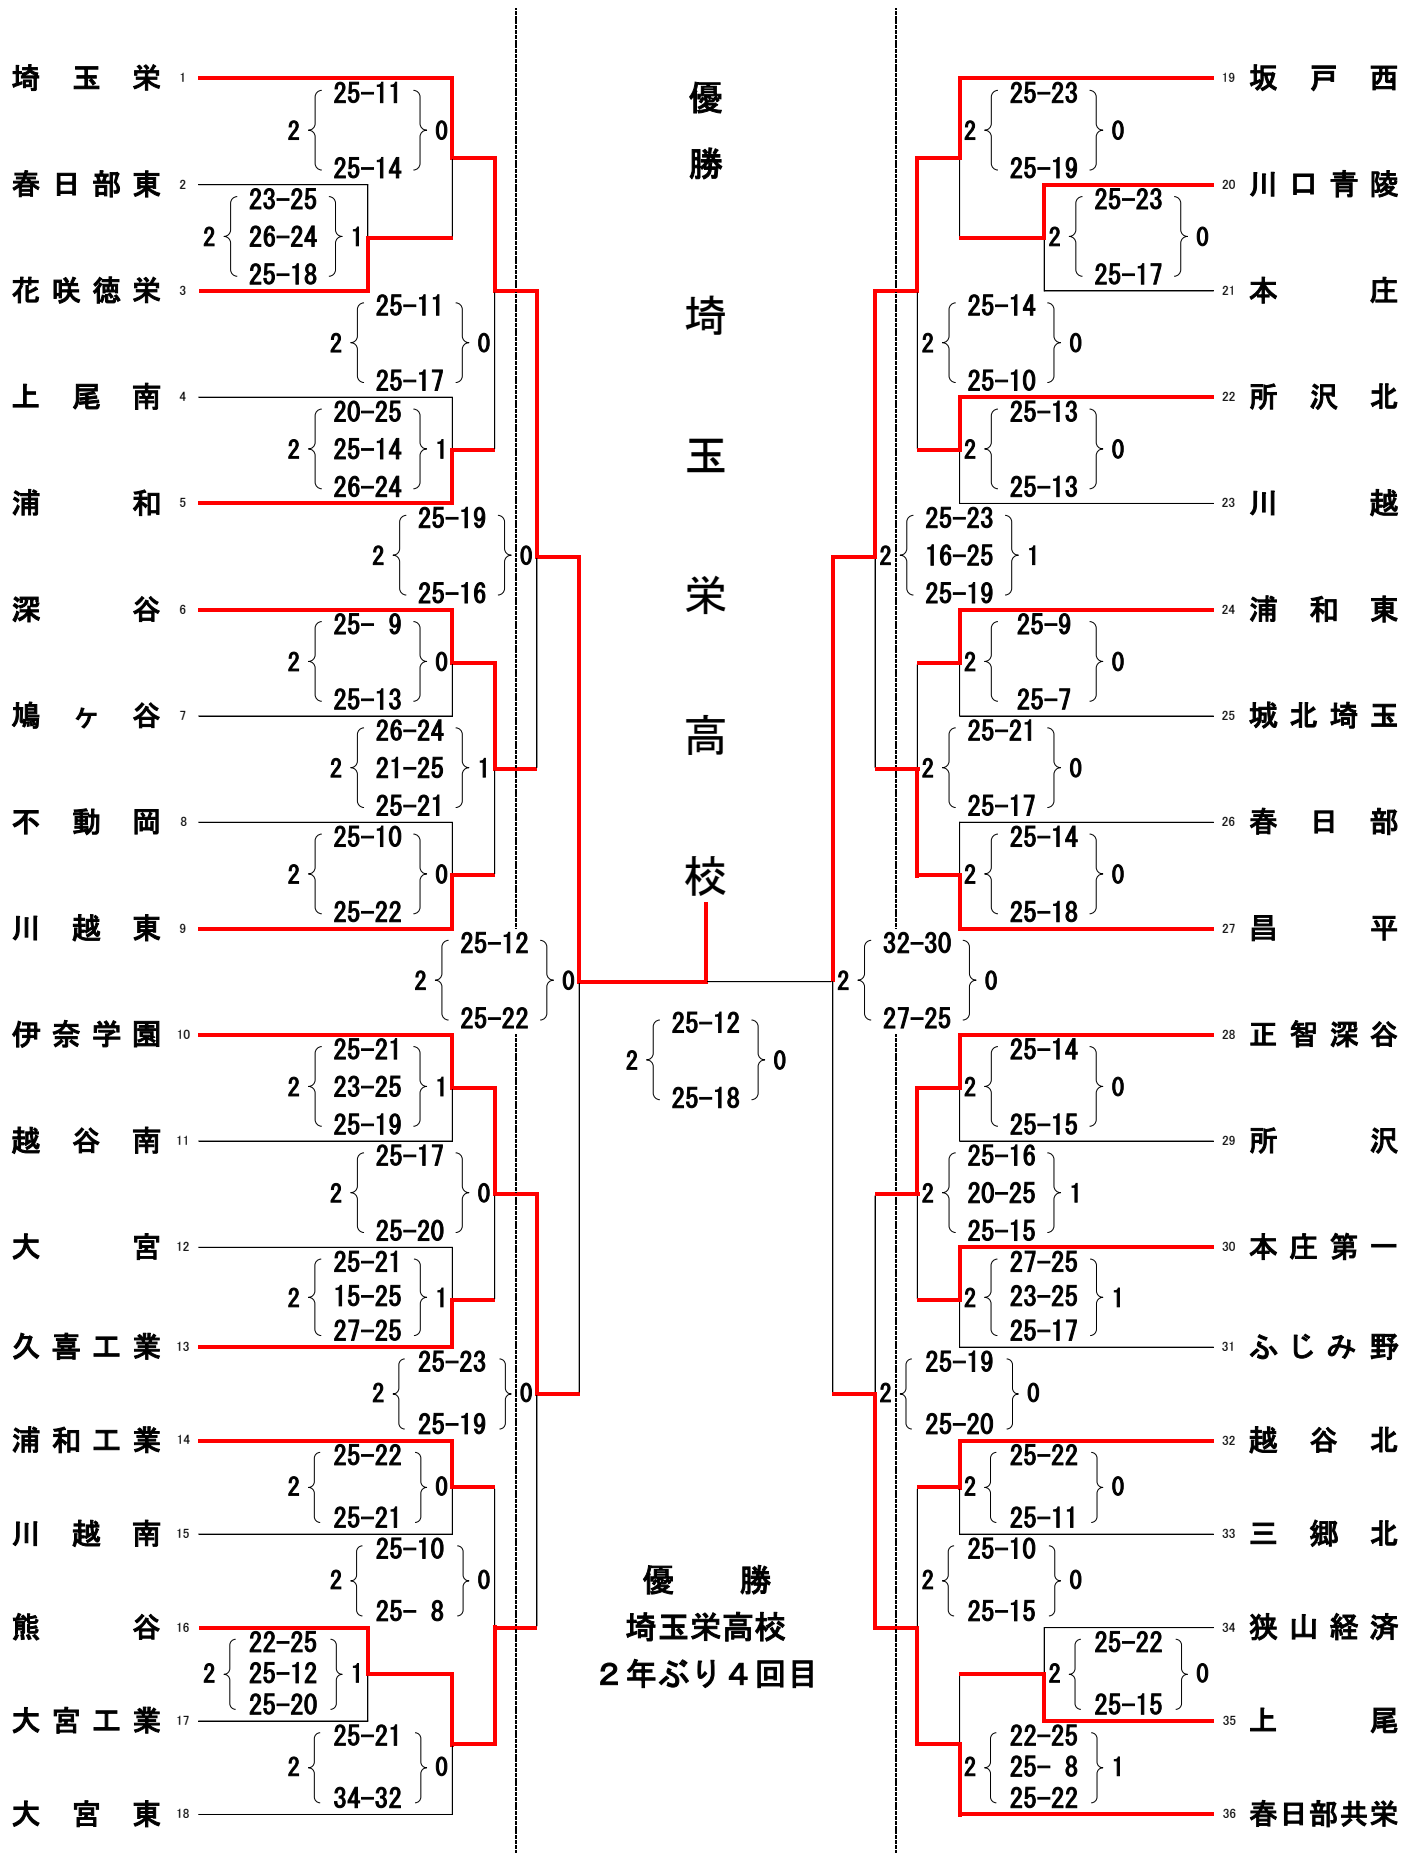 優勝
埼玉栄高校
埼玉栄 1
25-11
2 0
25-14
春日部東 2
23-25
2 26-24 1
25-18
花咲徳栄 3
25-11
2 0
25-17
上尾南 4
20-25
2 25-14 1
26-24
浦和 5
25-19
2 0
25-16
深谷 6
25- 9
2 0
25-13
鳩ヶ谷 7
26-24
2 21-25 1
25-21
不動岡 8
25-10
2 0
25-22
川越東 9
25-12
2 0
25-22
伊奈学園 10
25-21
2 23-25 1
25-19
越谷南 11
25-17
2 0
25-20
大宮 12
25-21
2 15-25 1
27-25
久喜工業 13
25-23
2 0
25-19
浦和工業 14
25-22
2 0
25-21
川越南 15
25-10
2 0
25- 8
熊谷 16
22-25
2 25-12 1
25-20
大宮工業 17
25-21
2 0
34-32
大宮東 18
25-12
2 0
25-18
優勝
埼玉栄高校
２年ぶり４回目
19 坂戸西
25-23
2 0
25-19
20 川口青陵
25-23
2 0
25-17
21 本庄
25-14
2 0
25-10
22 所沢北
25-13
2 0
25-13
23 川越
25-23
2 16-25 1
25-19
24 浦和東
25-9
2 0
25-7
25 城北埼玉
25-21
2 0
25-17
26 春日部
25-14
2 0
25-18
27 昌平
32-30
2 0
27-25
28 正智深谷
25-14
2 0
25-15
29 所沢
25-16
2 20-25 1
25-15
30 本庄第一
27-25
2 23-25 1
25-17
31 ふじみ野
25-19
2 0
25-20
32 越谷北
25-22
2 0
25-11
33 三郷北
25-10
2 0
25-15
34 狭山経済
25-22
2 0
25-15
35 上尾
22-25
2 25- 8 1
25-22
36 春日部共栄